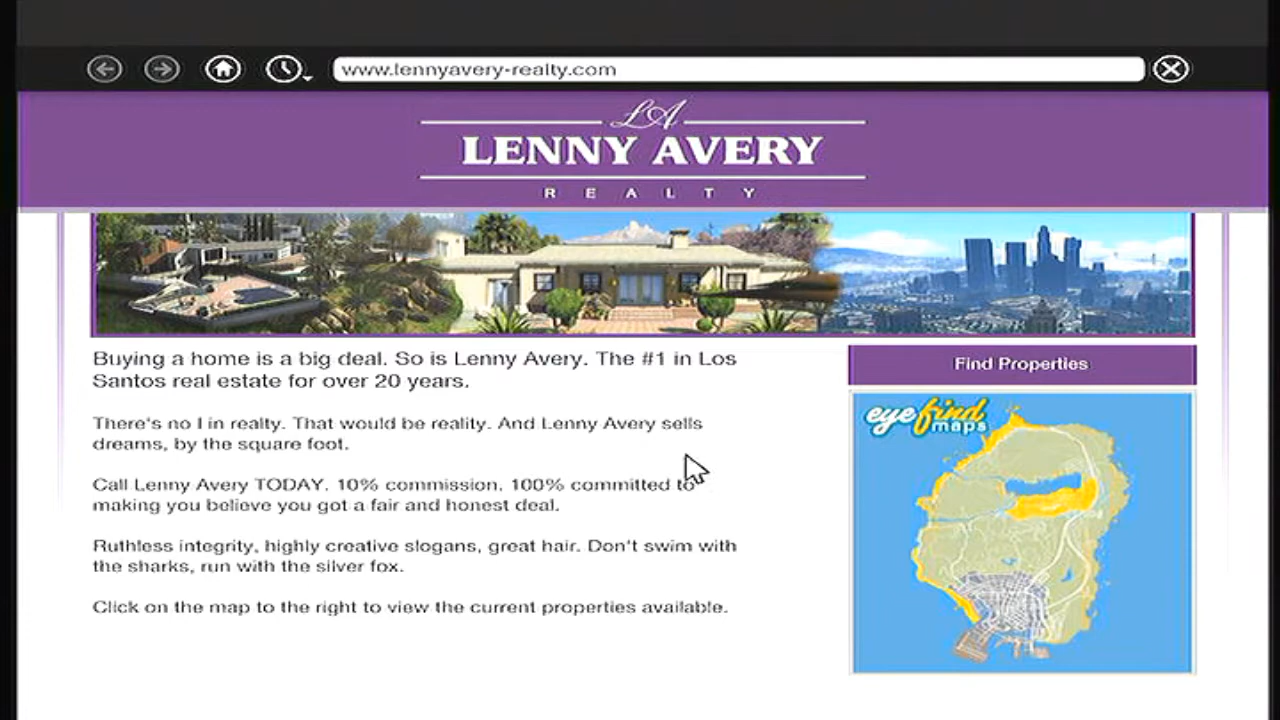 www.lennyavery-realty.com
LA
LENNY AVERY
REALTY
Buying a home is a big deal. So is Lenny Avery. The #1 in Los
Santos real estate for over 20 years.
There's no I in realty. That would be reality. And Lenny Avery sells
dreams, by the square foot.
Call Lenny Avery TODAY. 10% commission. 100% committed to
making you believe you got a fair and honest deal.
Ruthless integrity, highly creative slogans, great hair. Don't swim with
the sharks, run with the silver fox.
Click on the map to the right to view the current properties available.
Find Properties
eyefind
maps